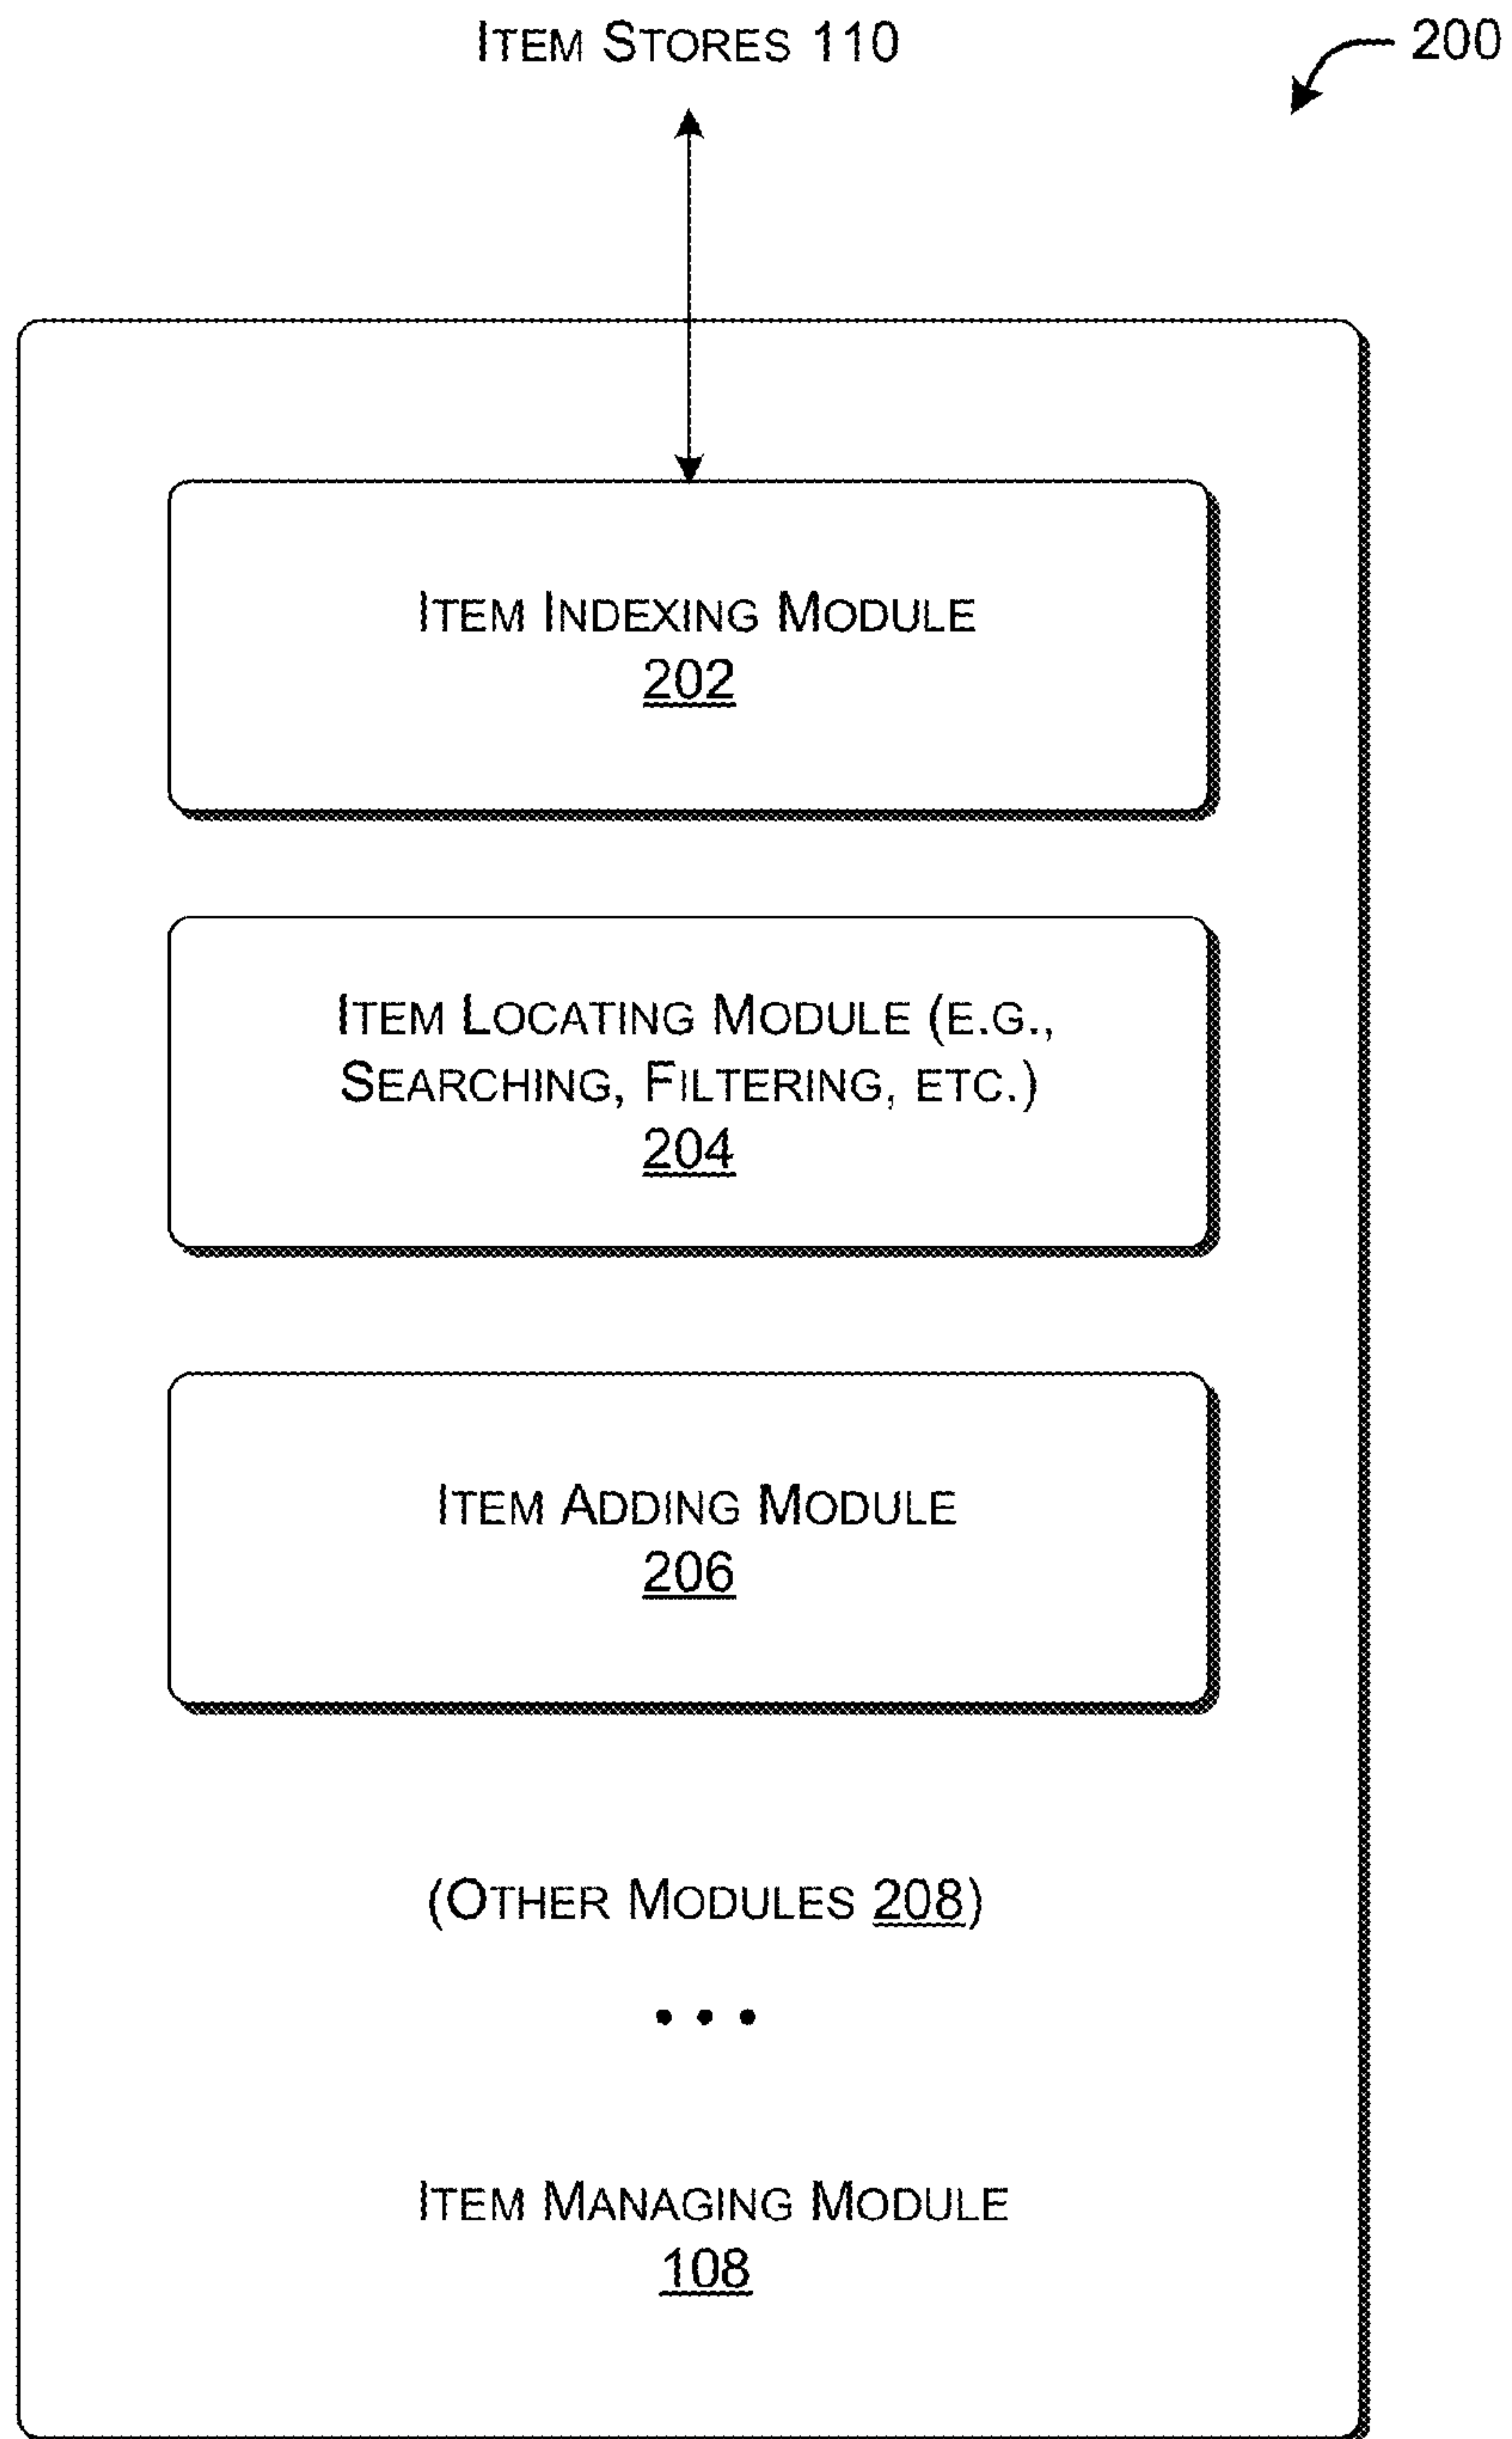 ITEM STORES 110
200
ITEM INDEXING MODULE
202
ITEM LOCATING MODULE (E.G.,
SEARCHING, FILTERING, ETC.)
204
ITEM ADDING MODULE
206
(OTHER MODULES 208)
• • •
ITEM MANAGING MODULE
108